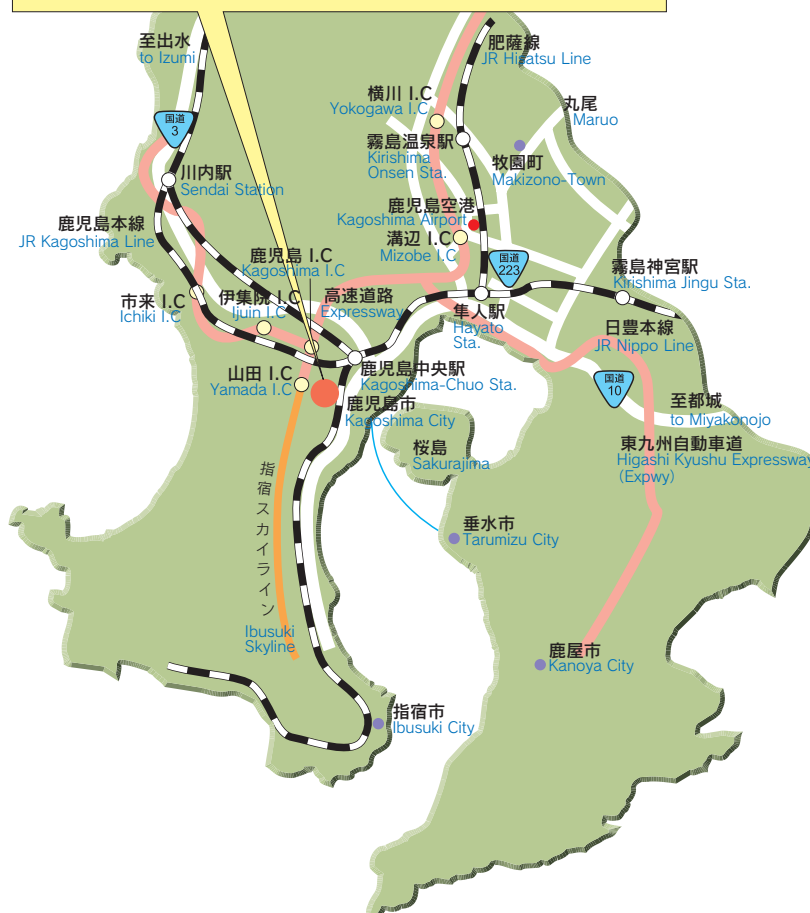 至出水
to Izumi
肥薩線
JR Hisatsu Line
国道
3
横川 I.C
Yokogawa I.C
丸尾
Maruo
霧島温泉駅
Kirishima
Onsen Sta.
牧園町
Makizono-Town
川内駅
Sendai Station
鹿児島空港
Kagoshima Airport
鹿児島本線
JR Kagoshima Line
溝辺 I.C
Mizobe I.C
鹿児島 I.C
Kagoshima I.C
国道
223
霧島神宮駅
Kirishima Jingu Sta.
市来 I.C
Ichiki I.C
伊集院 I.C
Ijuin I.C
高速道路
Expressway
隼人駅
Hayato
Sta.
日豊本線
JR Nippo Line
山田 I.C
Yamada I.C
鹿児島中央駅
Kagoshima-Chuo Sta.
国道
10
鹿児島市
Kagoshima City
至都城
to Miyakonojo
桜島
Sakurajima
東九州自動車道
Higashi Kyushu Expressway
(Expwy)
指宿スカイライン
Ibusuki
Skyline
垂水市
Tarumizu City
鹿屋市
Kanoya City
指宿市
Ibusuki City